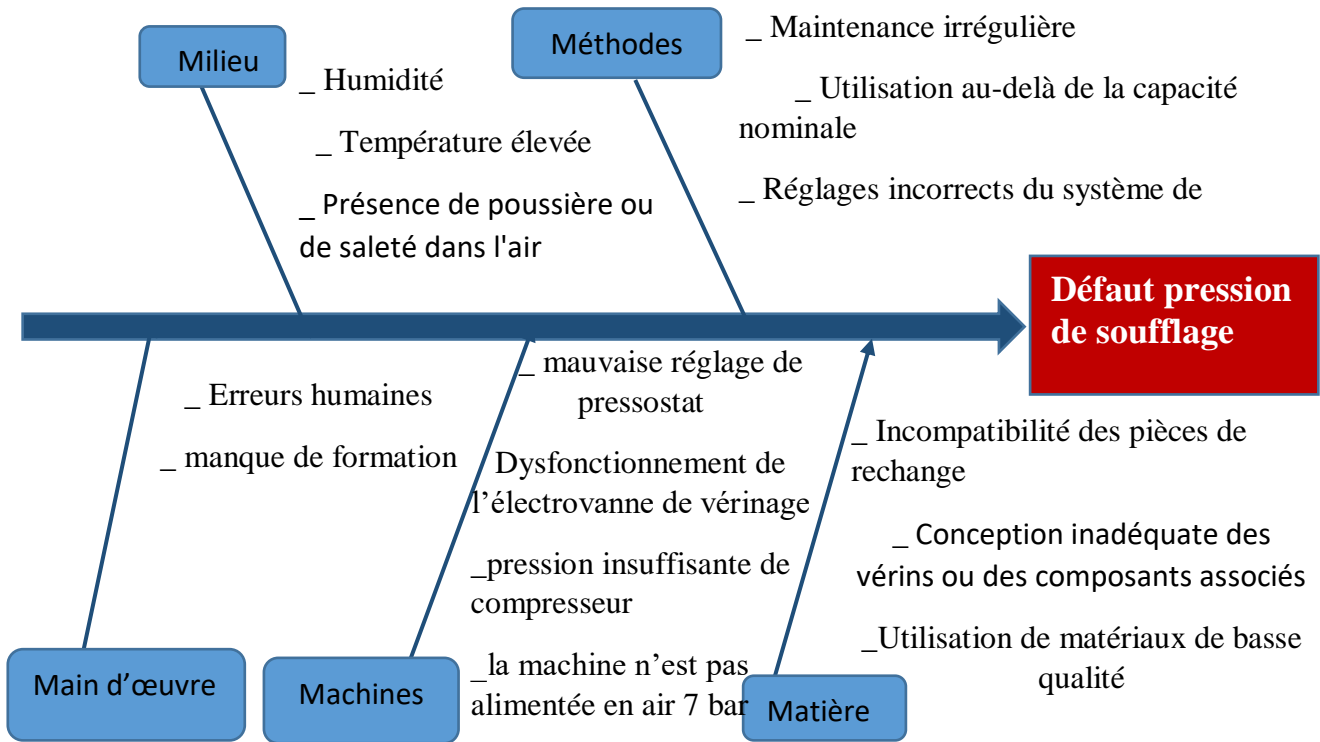 Milieu
_ Humidité
_ Température élevée
_ Présence de poussière ou
de saleté dans l'air
Méthodes
_ Maintenance irrégulière
_ Utilisation au-delà de la capacité
nominale
_ Réglages incorrects du système de
Défaut pression
de soufflage
_ Erreurs humaines
_ manque de formation
Main d’œuvre
_ mauvaise réglage de
pressostat
Dysfonctionnement de
l’électrovanne de vérinage
_pression insuffisante de
compresseur
_la machine n’est pas
alimentée en air 7 bar
Machines
_ Incompatibilité des pièces de
rechange
_ Conception inadéquate des
vérins ou des composants associés
_Utilisation de matériaux de basse
qualité
Matière